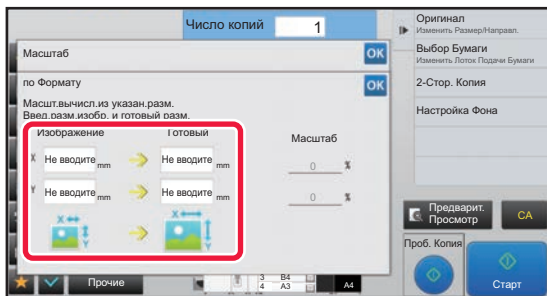 Число копий 1
Масштаб OK
по Формату OK
Масшт.вычисл.из указан.разм.
Введ.разм.изобр. и готовый разм.
Изображение Готовый Масштаб
X Не вводите mm Не вводите mm 0 %
Y Не вводите mm Не вводите mm 0 %
X X
Y Y
Прочие
3 B4
4 A3
A4
Оригинал
Изменить Размер/Направл.
Выбор Бумаги
Изменить Лоток Подачи Бумаги
2-Стор. Копия
Настройка Фона
Предварит.
Просмотр
CA
Проб. Копия
Старт